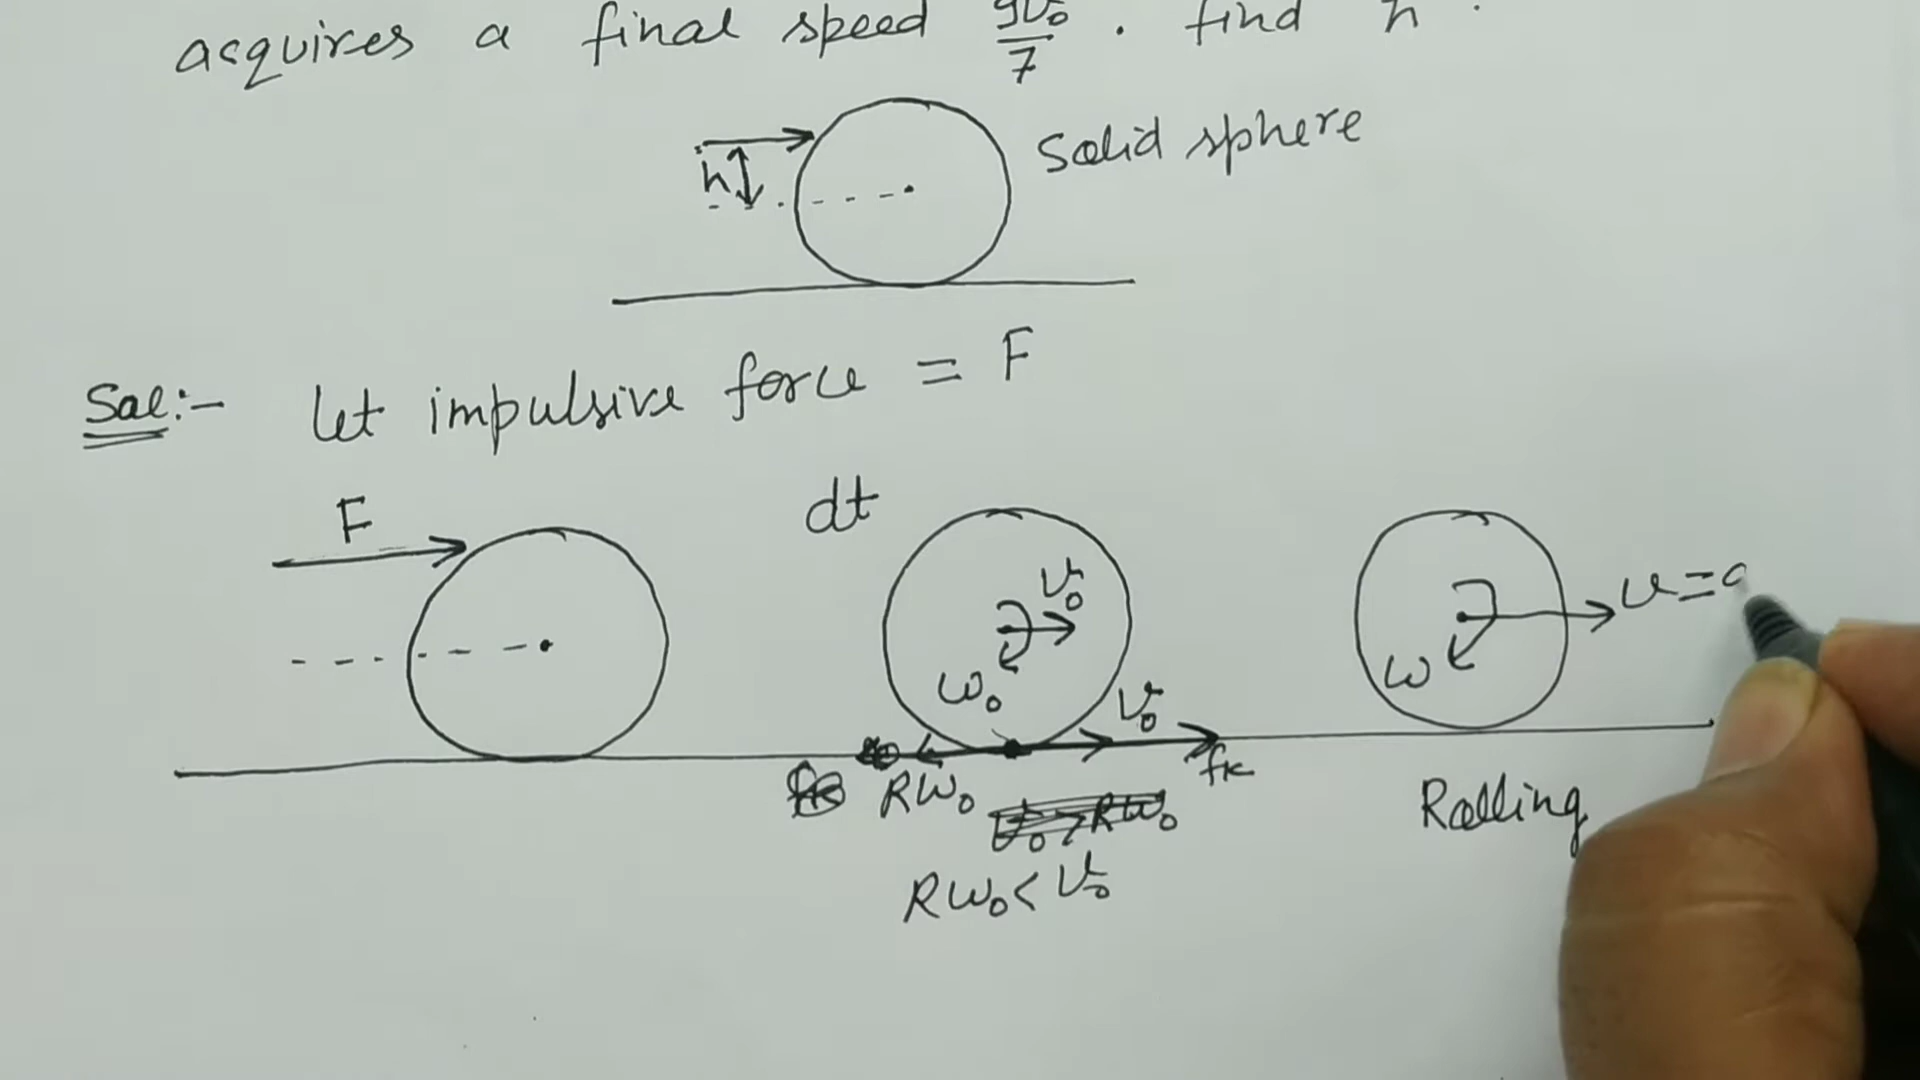 acquires a final speed 9v₀/7 . find h .
h
Solid sphere
Sol:- let impulsive force = F
F
dt
v₀
ω₀
v₀
Rω₀
fk
Rω₀ < v₀
v =
ω
Rolling